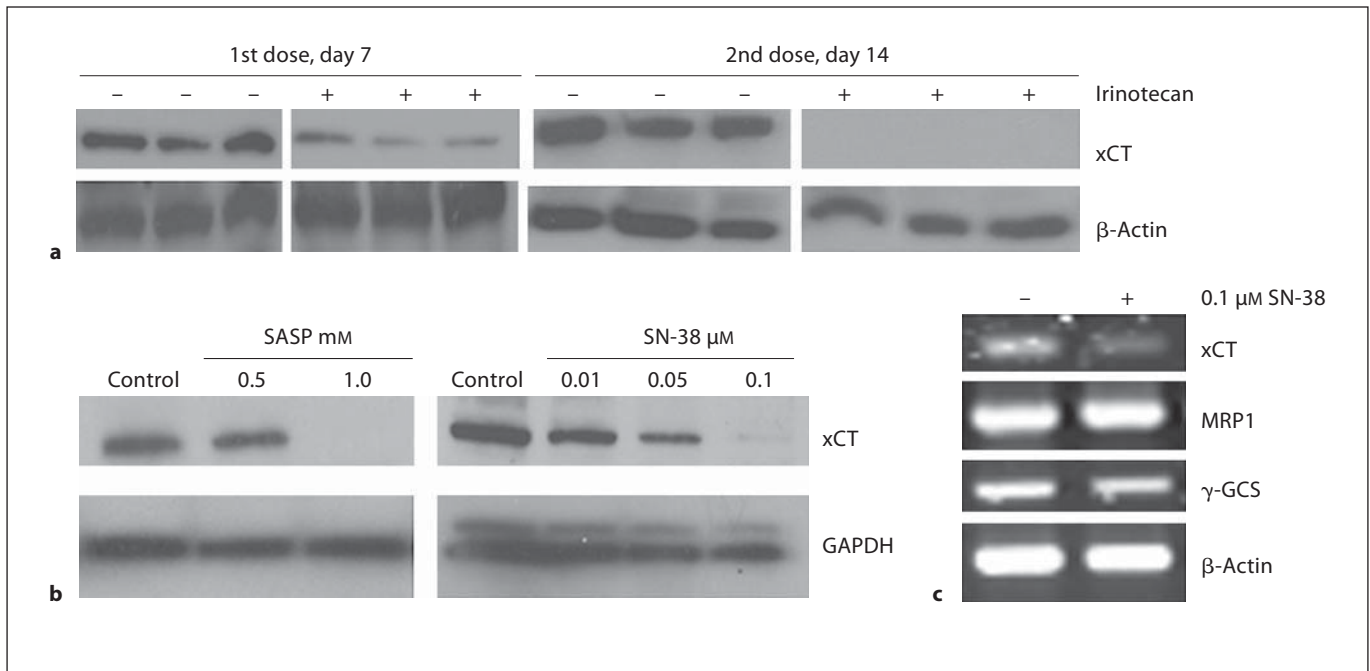 1st dose, day 7 2nd dose, day 14
– – – + + + – – – + + + Irinotecan
xCT
β-Actin
a
SASP mM SN-38 μM
Control 0.5 1.0 Control 0.01 0.05 0.1
xCT
GAPDH
b
– + 0.1 μM SN-38
xCT
MRP1
γ-GCS
β-Actin
c